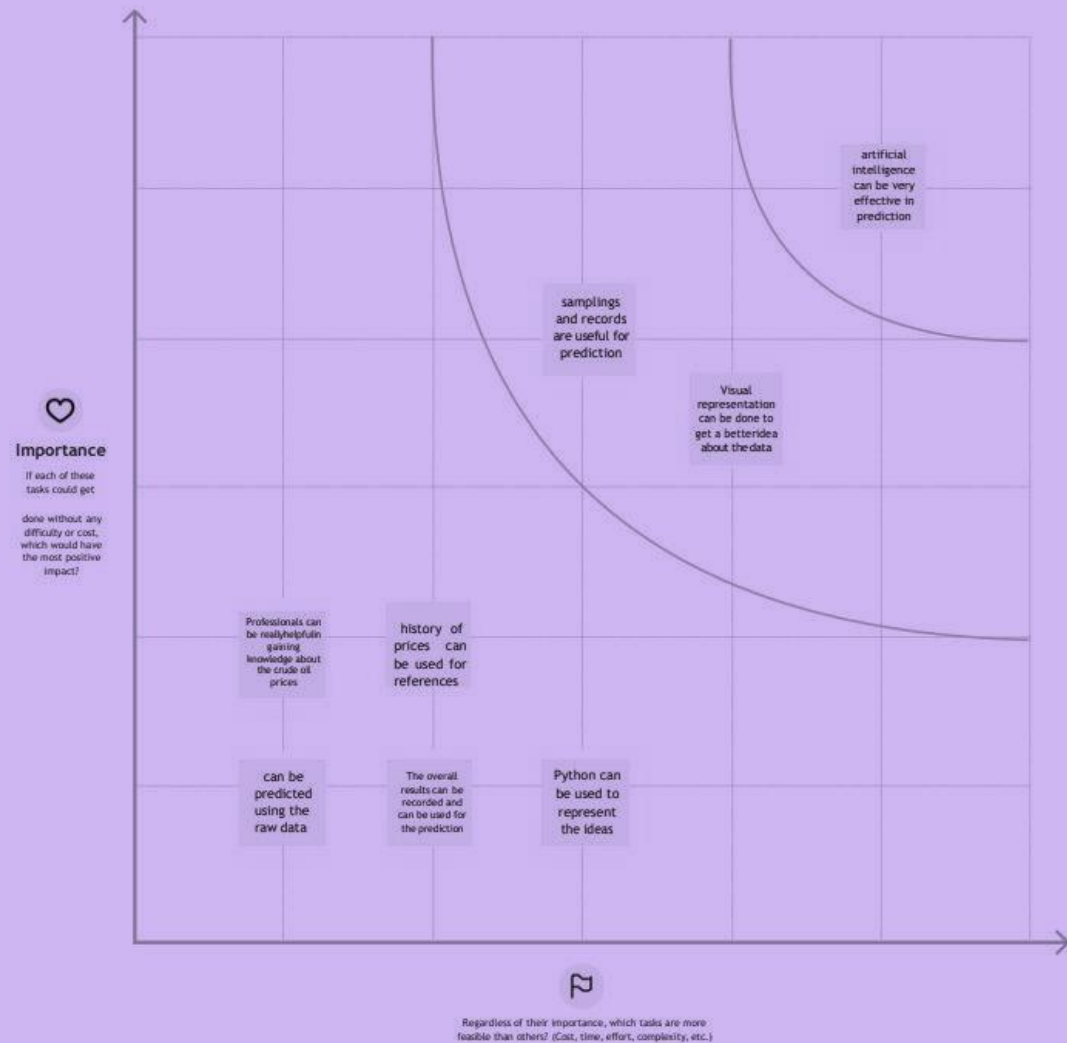 artificial
intelligence
can be very
effective in
prediction
samplings
and records
are useful for
prediction
Visual
representation
can be done to
get a betteridea
about thedata
Importance
If each of these
tasks could get
done without any
difficulty or cost,
which would have
the most positive
impact?
Professionals can
be reallyhelpfulin
gaining
knowledge about
the crude oil
prices
history of
prices can
be used for
references
can be
predicted
using the
raw data
The overall
results can be
recorded and
can be used for
the prediction
Python can
be used to
represent
the ideas
Regardless of their importance, which tasks are more
feasible than others? (Cost, time, effort, complexity, etc.)